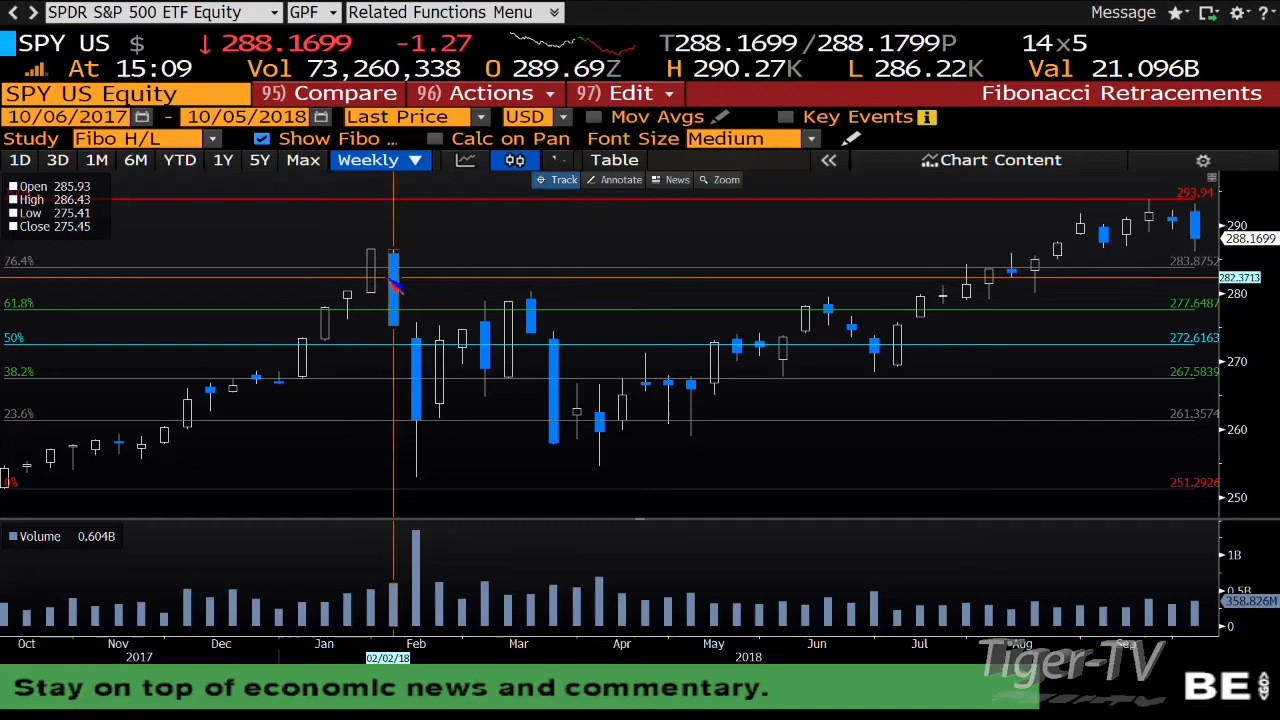 SPDR S&P 500 ETF Equity GPF Related Functions Menu Message ?
SPY US $ ↓ 288.1699 -1.27 T288.1699/288.1799P 14x5
At 15:09 Vol 73,260,338 O 289.69Z H 290.27K L 286.22K Val 21.096B
SPY US Equity 95) Compare 96) Actions 97) Edit Fibonacci Retracements
10/06/2017 - 10/05/2018 Last Price USD Mov Avgs Key Events i
Study Fibo H/L Show Fibo ... Calc on Pan Font Size Medium
1D 3D 1M 6M YTD 1Y 5Y Max Weekly ▼ Table « Chart Content
Track Annotate News Zoom
Open 285.93
High 286.43
Low 275.41
Close 275.45
293.94
290
288.1699
76.4% 283.8752
282.3713
280
61.8% 277.6487
50% 272.6163
270
38.2% 267.5839
23.6% 261.3574
260
0% 251.2926
250
Volume 0.604B
1B
0.5B
358.826M
0
Oct Nov Dec Jan Feb Mar Apr May Jun Jul Aug Sep
2017 02/02/18 2018
Tiger-TV
Stay on top of economic news and commentary.
BE